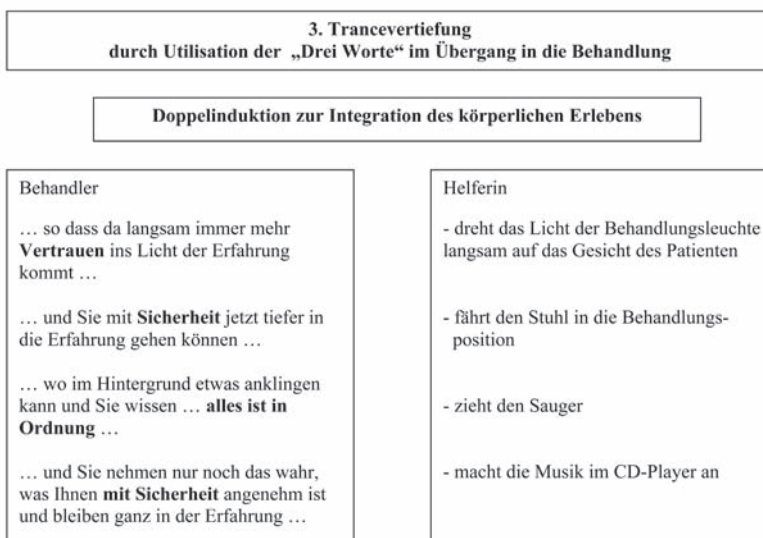 3. Trancevertiefung
durch Utilisation der „Drei Worte“ im Übergang in die Behandlung
Doppelinduktion zur Integration des körperlichen Erlebens
Behandler
… so dass da langsam immer mehr
Vertrauen ins Licht der Erfahrung
kommt …
… und Sie mit Sicherheit jetzt tiefer in
die Erfahrung gehen können …
… wo im Hintergrund etwas anklingen
kann und Sie wissen … alles ist in
Ordnung …
… und Sie nehmen nur noch das wahr,
was Ihnen mit Sicherheit angenehm ist
und bleiben ganz in der Erfahrung …
Helferin
- dreht das Licht der Behandlungsleuchte
langsam auf das Gesicht des Patienten
- fährt den Stuhl in die Behandlungs-
position
- zieht den Sauger
- macht die Musik im CD-Player an